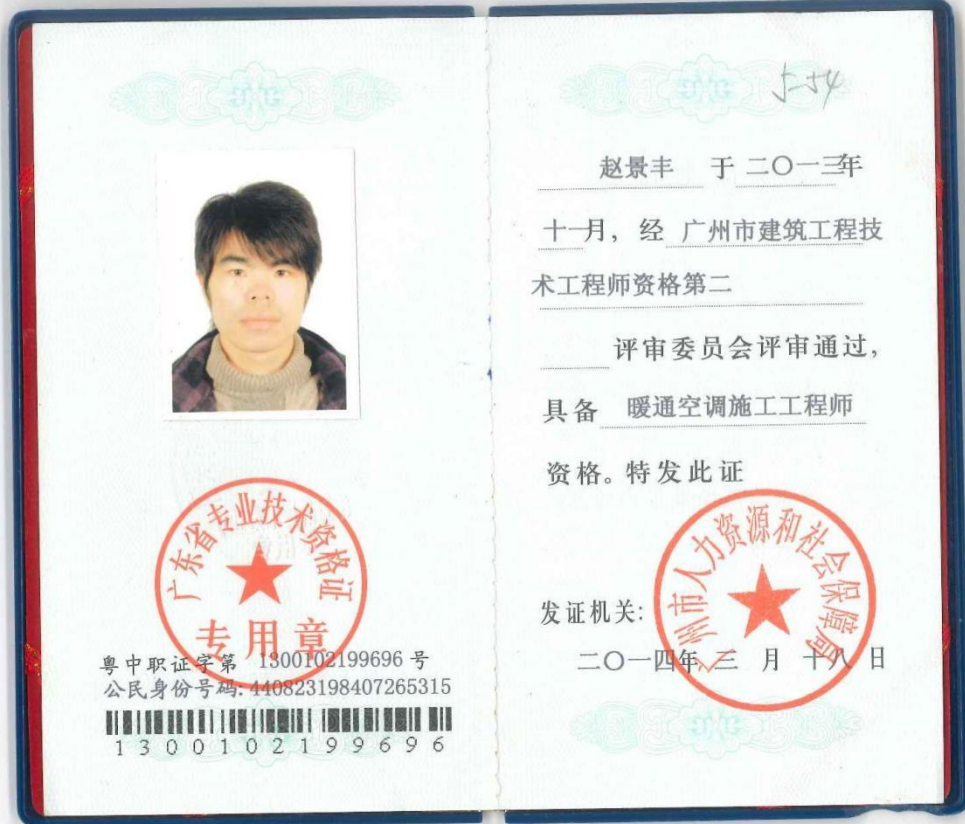 广东省专业技术资格证
专用章
粤中职证字第 1300102199696 号
公民身份号码: 440823198407265315
1300102199696
5-54
赵景丰 于 二〇一三年
十一月, 经 广州市建筑工程技
术工程师资格第二
评审委员会评审通过,
具备 暖通空调施工工程师
资格。特发此证
广州市人力资源和社会保障局
发证机关:
二〇一四年 三 月 十八 日